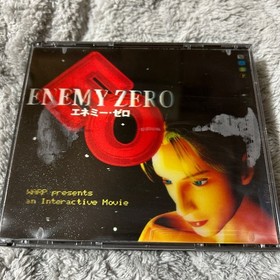 ENEMY ZERO
エネミー・ゼロ
WARP presents
an Interactive Movie